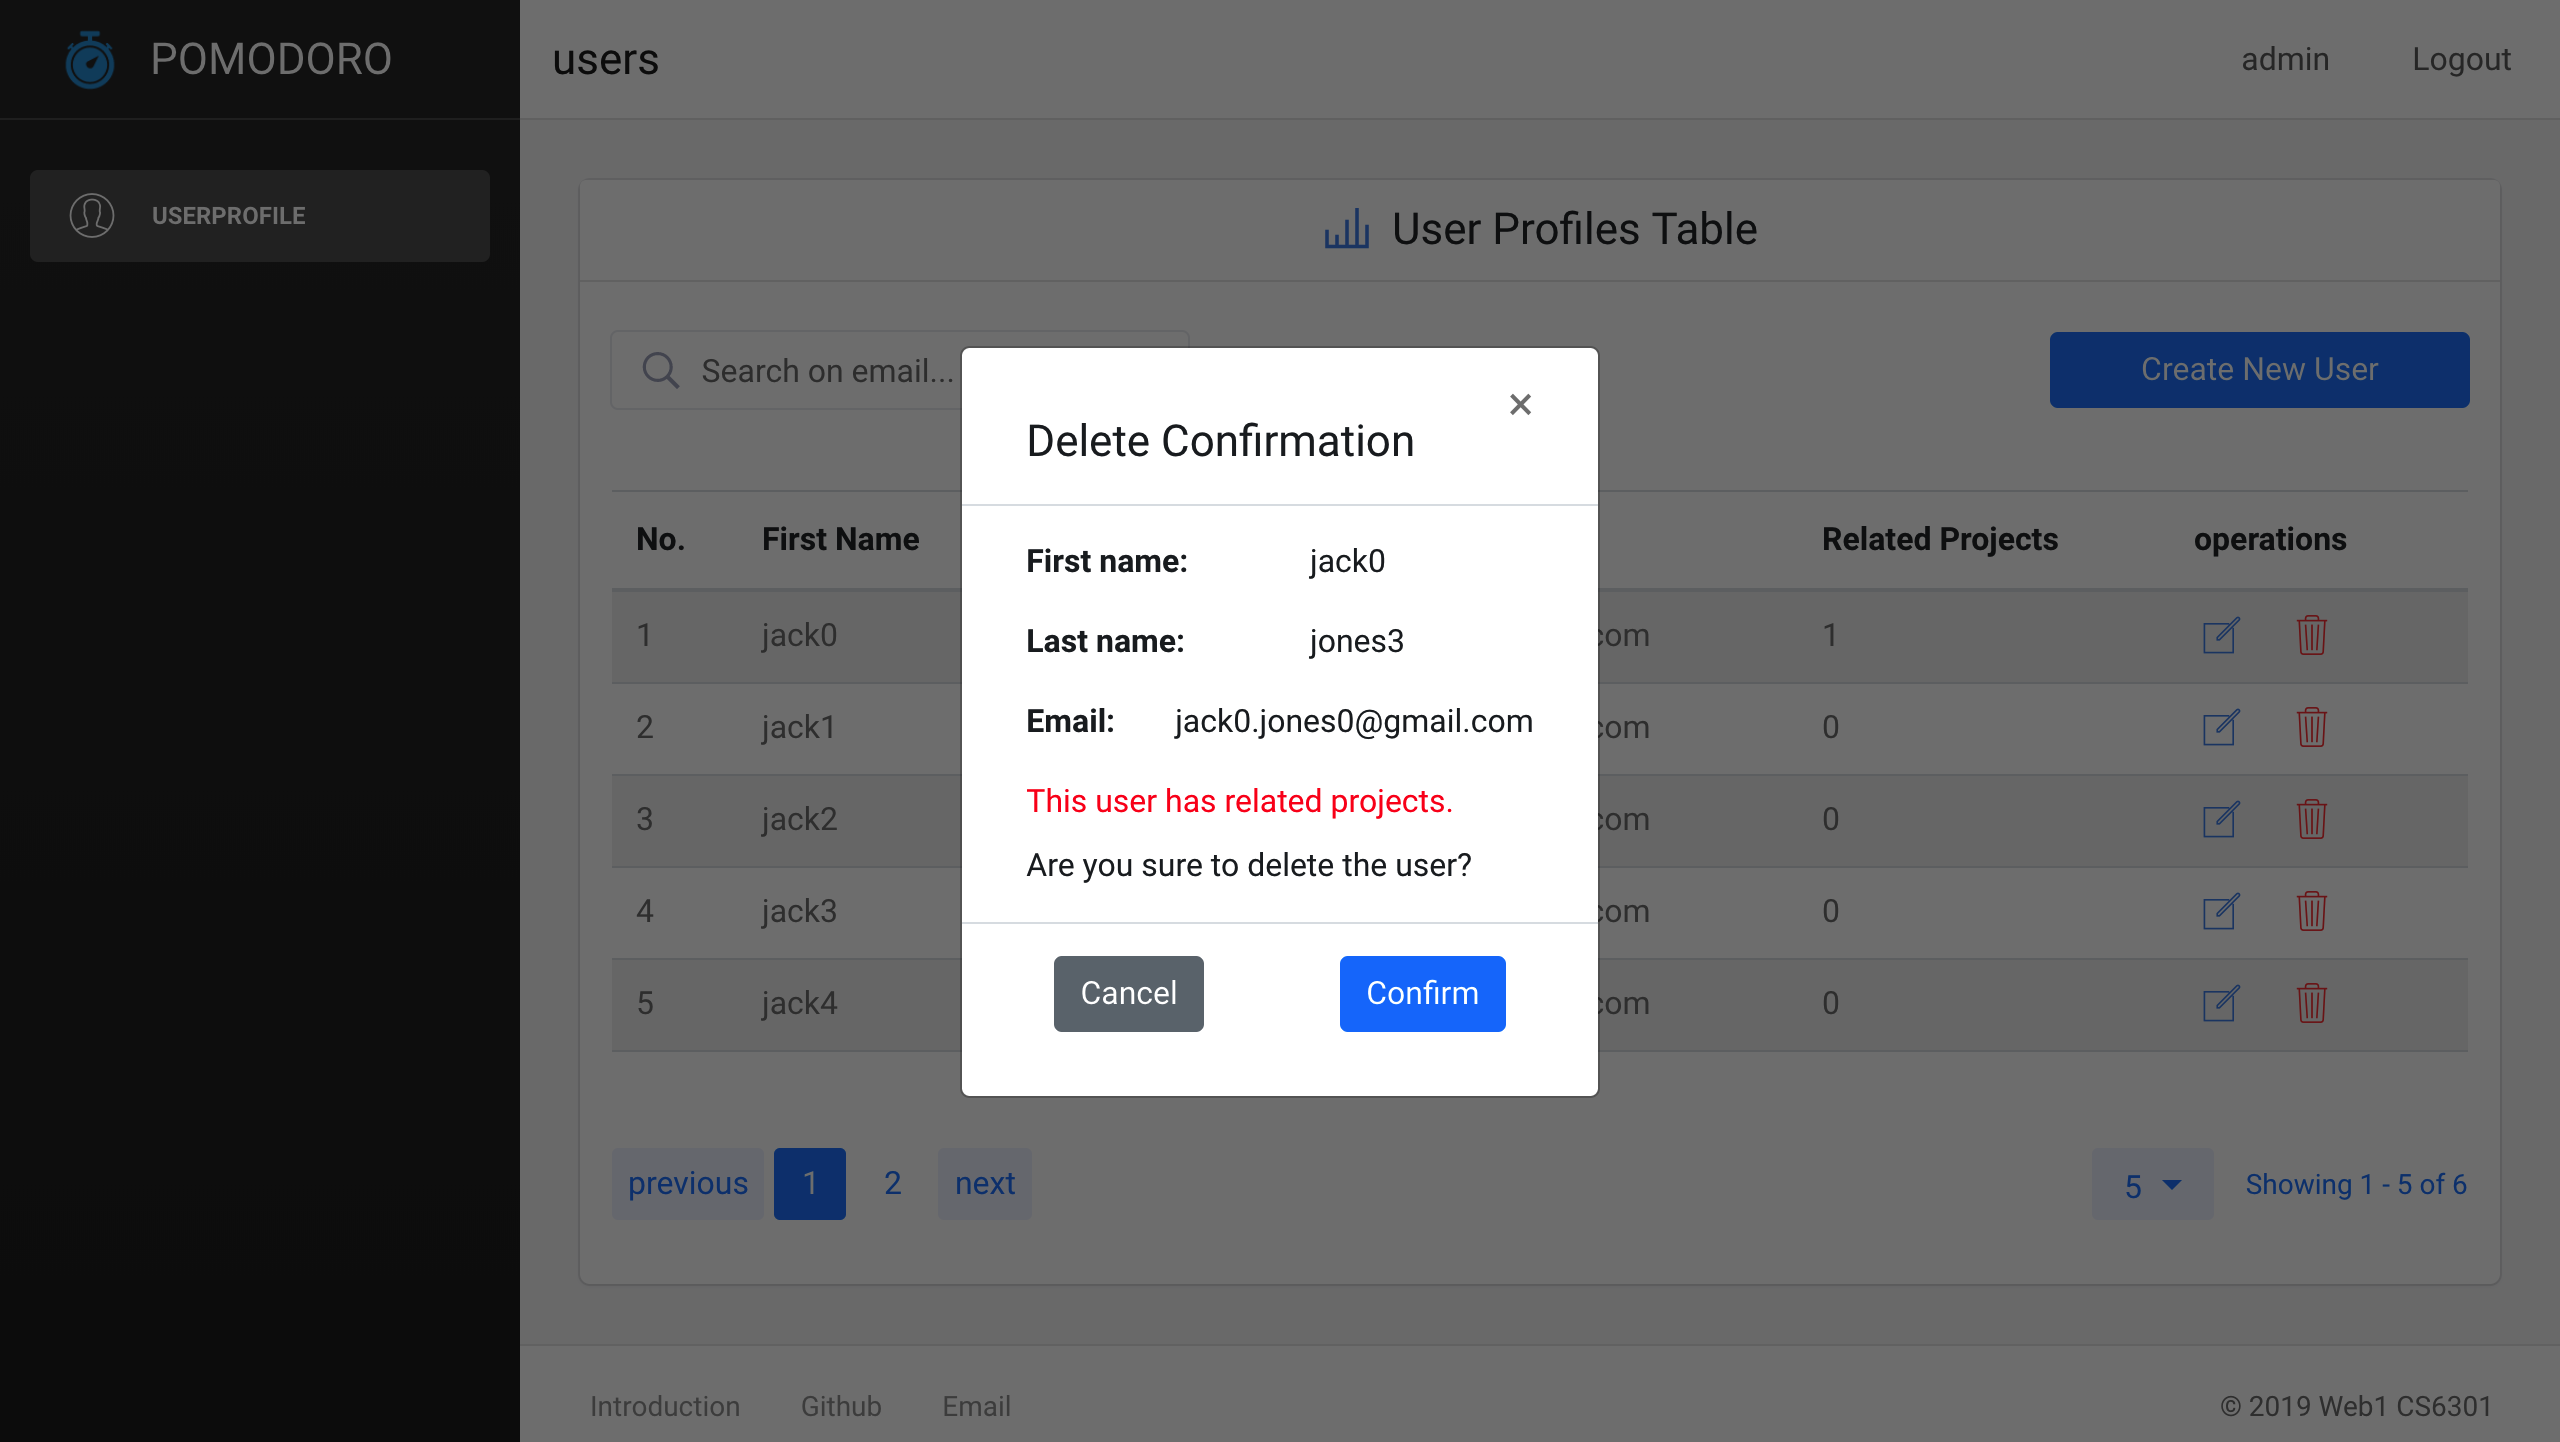 POMODORO
users
admin
Logout
USERPROFILE
User Profiles Table
Search on email...
Create New User
Delete Confirmation
×
First name: jack0
Last name: jones3
Email: jack0.jones0@gmail.com
This user has related projects.
Are you sure to delete the user?
Cancel
Confirm
No. First Name Related Projects operations
1 jack0 com 1
2 jack1 com 0
3 jack2 com 0
4 jack3 com 0
5 jack4 com 0
previous 1 2 next
5
Showing 1 - 5 of 6
Introduction Github Email
© 2019 Web1 CS6301